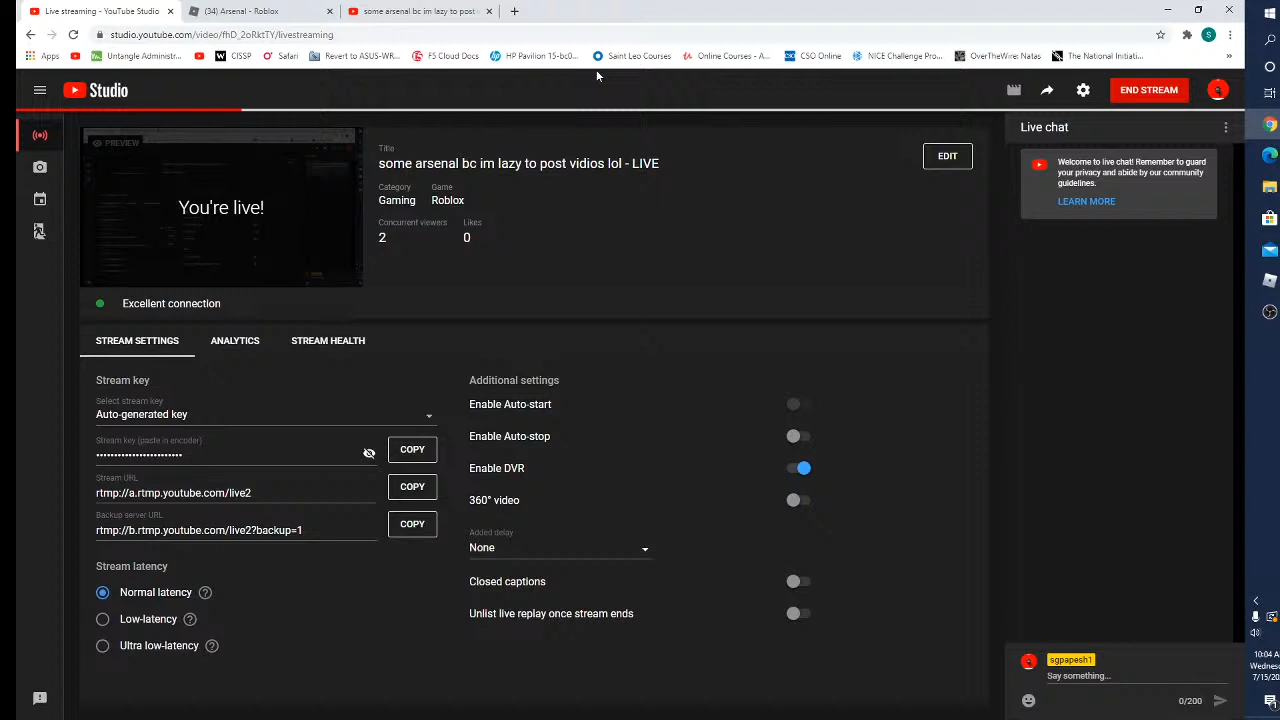 Live streaming - YouTube Studio
(34) Arsenal - Roblox
some arsenal bc im lazy to post
studio.youtube.com/video/fhD_2oRktTY/livestreaming
S
Apps
Untangle Administr...
CISSP
Safari
Revert to ASUS-WR...
F5 Cloud Docs
HP Pavilion 15-bc0...
Saint Leo Courses
Online Courses - A...
CSO Online
NICE Challenge Proj...
OverTheWire: Natas
The National Initiati...
Studio
END STREAM
PREVIEW
You're live!
Title
some arsenal bc im lazy to post vidios lol - LIVE
EDIT
Category
Game
Gaming
Roblox
Concurrent viewers
Likes
2
0
Excellent connection
STREAM SETTINGS
ANALYTICS
STREAM HEALTH
Stream key
Select stream key
Auto-generated key
Stream key (paste in encoder)
••••••••••••••••••••••••
COPY
Stream URL
rtmp://a.rtmp.youtube.com/live2
COPY
Backup server URL
rtmp://b.rtmp.youtube.com/live2?backup=1
COPY
Stream latency
Normal latency
Low-latency
Ultra low-latency
Additional settings
Enable Auto-start
Enable Auto-stop
Enable DVR
360° video
Added delay
None
Closed captions
Unlist live replay once stream ends
Live chat
Welcome to live chat! Remember to guard
your privacy and abide by our community
guidelines.
LEARN MORE
sgpapesh1
Say something...
0/200
10:04 A
Wednes
7/15/20